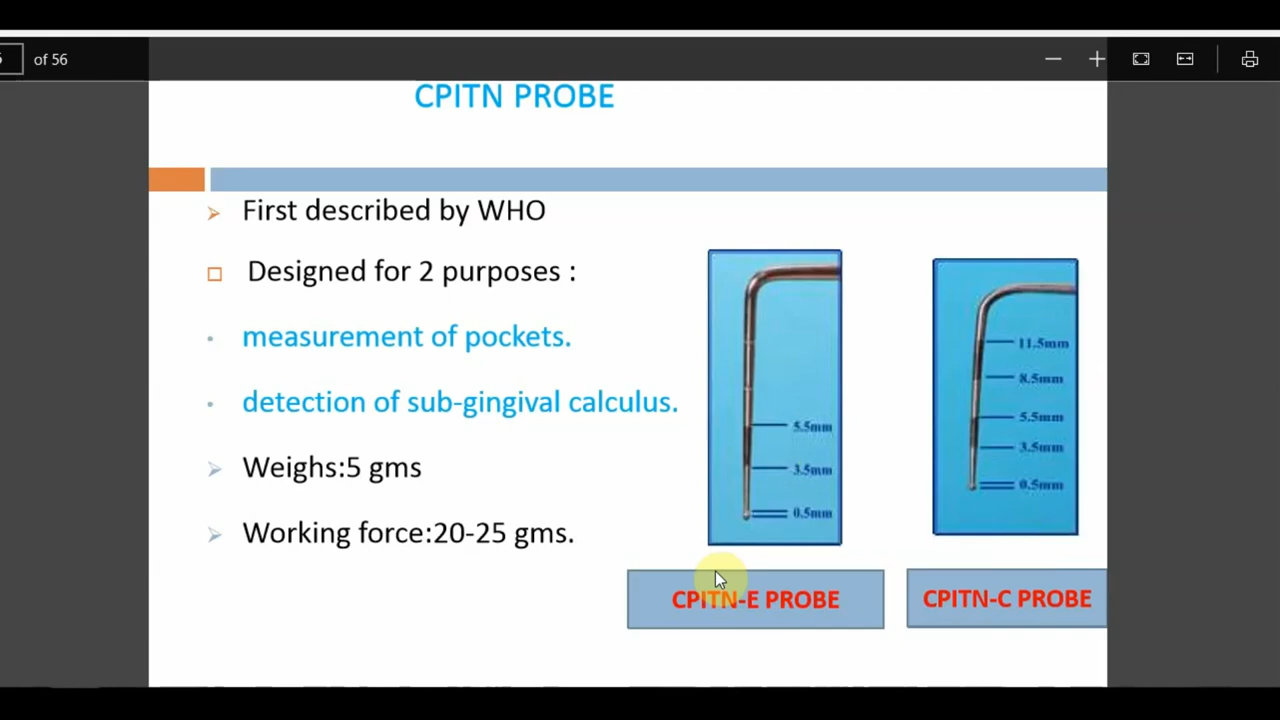 of 56
CPITN PROBE
First described by WHO
Designed for 2 purposes :
measurement of pockets.
detection of sub-gingival calculus.
Weighs:5 gms
Working force:20-25 gms.
5.5mm
3.5mm
0.5mm
11.5mm
8.5mm
5.5mm
3.5mm
0.5mm
CPITN-E PROBE
CPITN-C PROBE